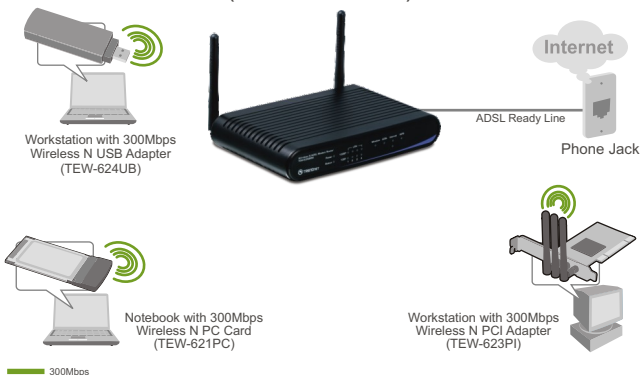 Internet
ADSL Ready Line
Phone Jack
Workstation with 300Mbps
Wireless N USB Adapter
(TEW-624UB)
TRENDNET
Notebook with 300Mbps
Wireless N PC Card
(TEW-621PC)
Workstation with 300Mbps
Wireless N PCI Adapter
(TEW-623PI)
300Mbps